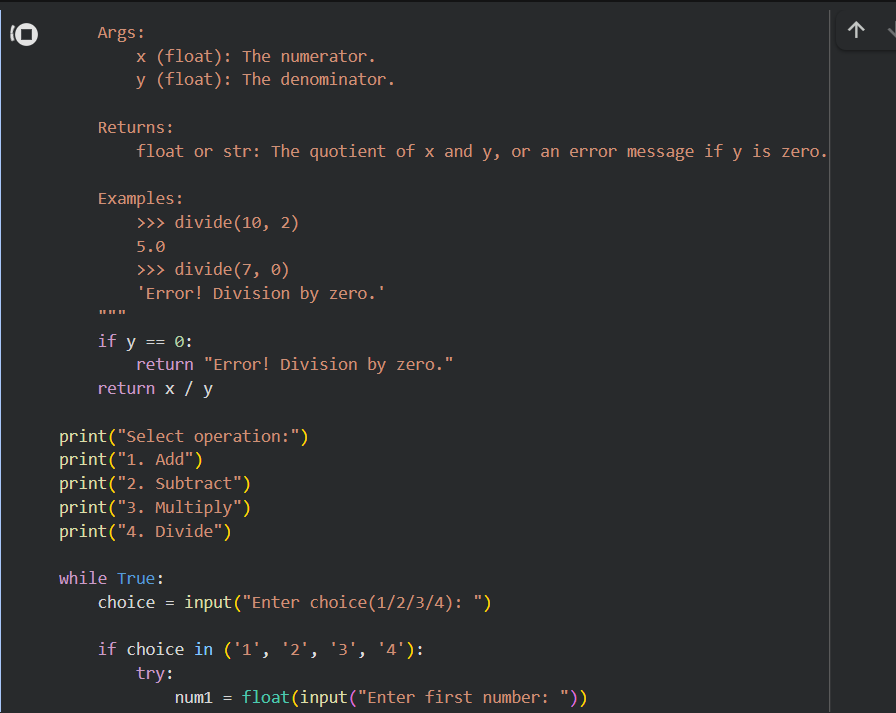 Args:
        x (float): The numerator.
        y (float): The denominator.

    Returns:
        float or str: The quotient of x and y, or an error message if y is zero.

    Examples:
        >>> divide(10, 2)
        5.0
        >>> divide(7, 0)
        'Error! Division by zero.'
    """
    if y == 0:
        return "Error! Division by zero."
    return x / y

print("Select operation:")
print("1. Add")
print("2. Subtract")
print("3. Multiply")
print("4. Divide")

while True:
    choice = input("Enter choice(1/2/3/4): ")

    if choice in ('1', '2', '3', '4'):
        try:
            num1 = float(input("Enter first number: "))